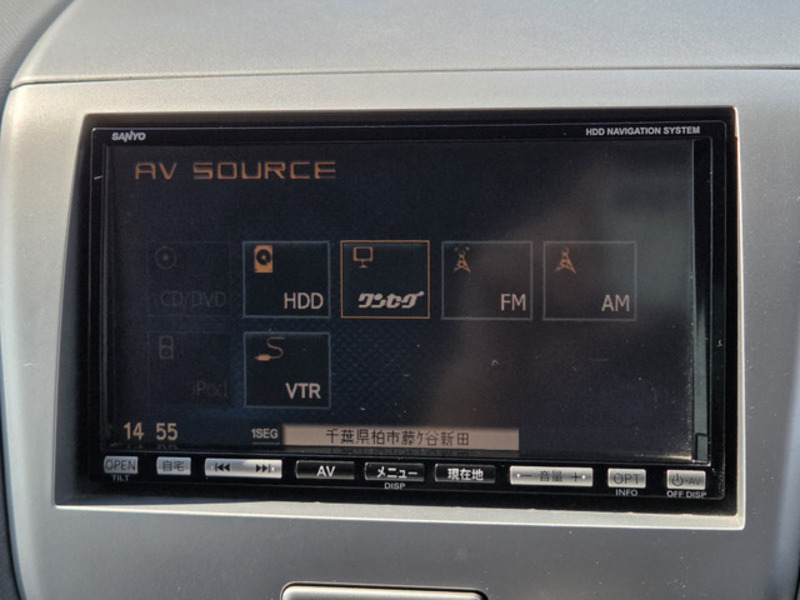 SANYO
HDD NAVIGATION SYSTEM
AV SOURCE
CD/DVD
HDD
ワンセグ
FM
AM
iPod
VTR
14 55
1SEG
千葉県柏市藤ケ谷新田
OPEN
TILT
自宅
AV
メニュー
DISP
現在地
- 音量 +
OPT
INFO
AV
OFF DISP